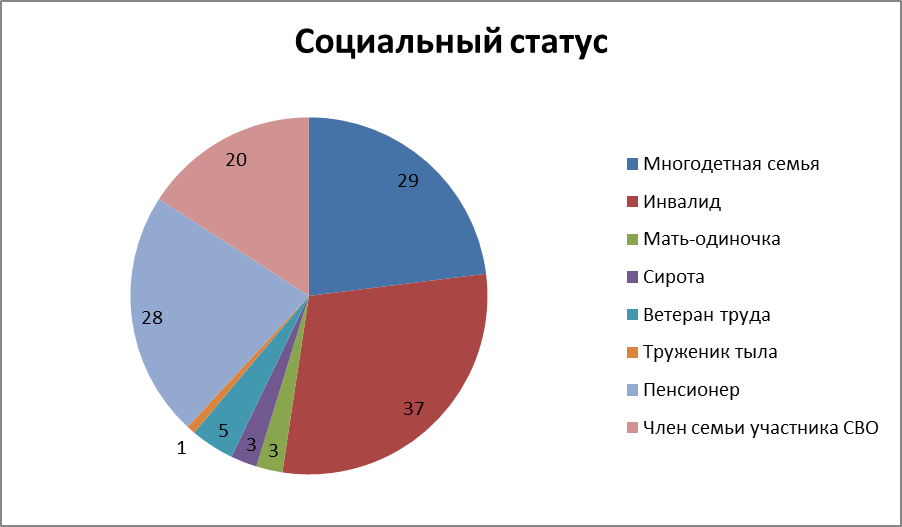 Социальный статус
20
29
28
37
5
3
3
1
Многодетная семья
Инвалид
Мать-одиночка
Сирота
Ветеран труда
Труженик тыла
Пенсионер
Член семьи участника СВО